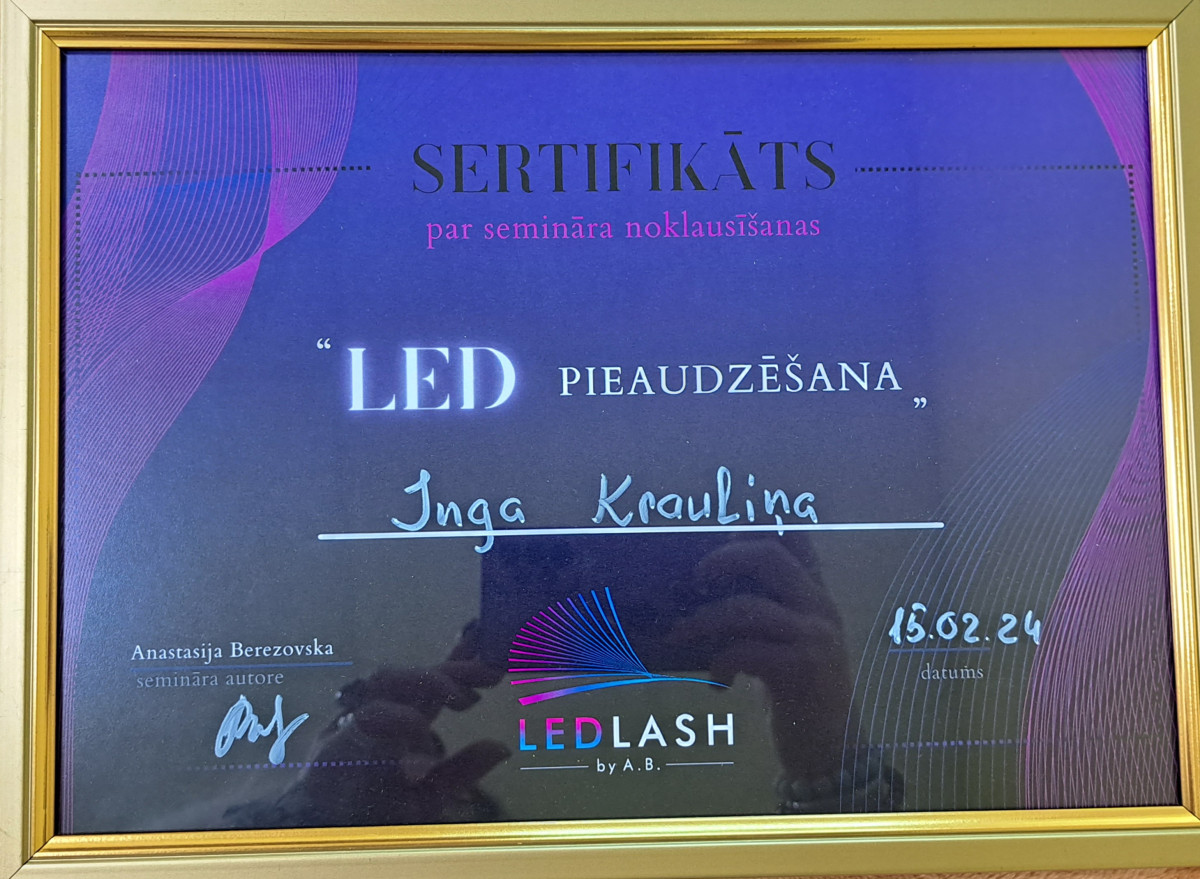 SERTIFIKĀTS
par semināra noklausīšanas
“LED PIEAUDZĒŠANA„
Inga Krauliņa
Anastasija Berezovska
semināra autore
15.02.24
datums
LEDLASH
by A.B.